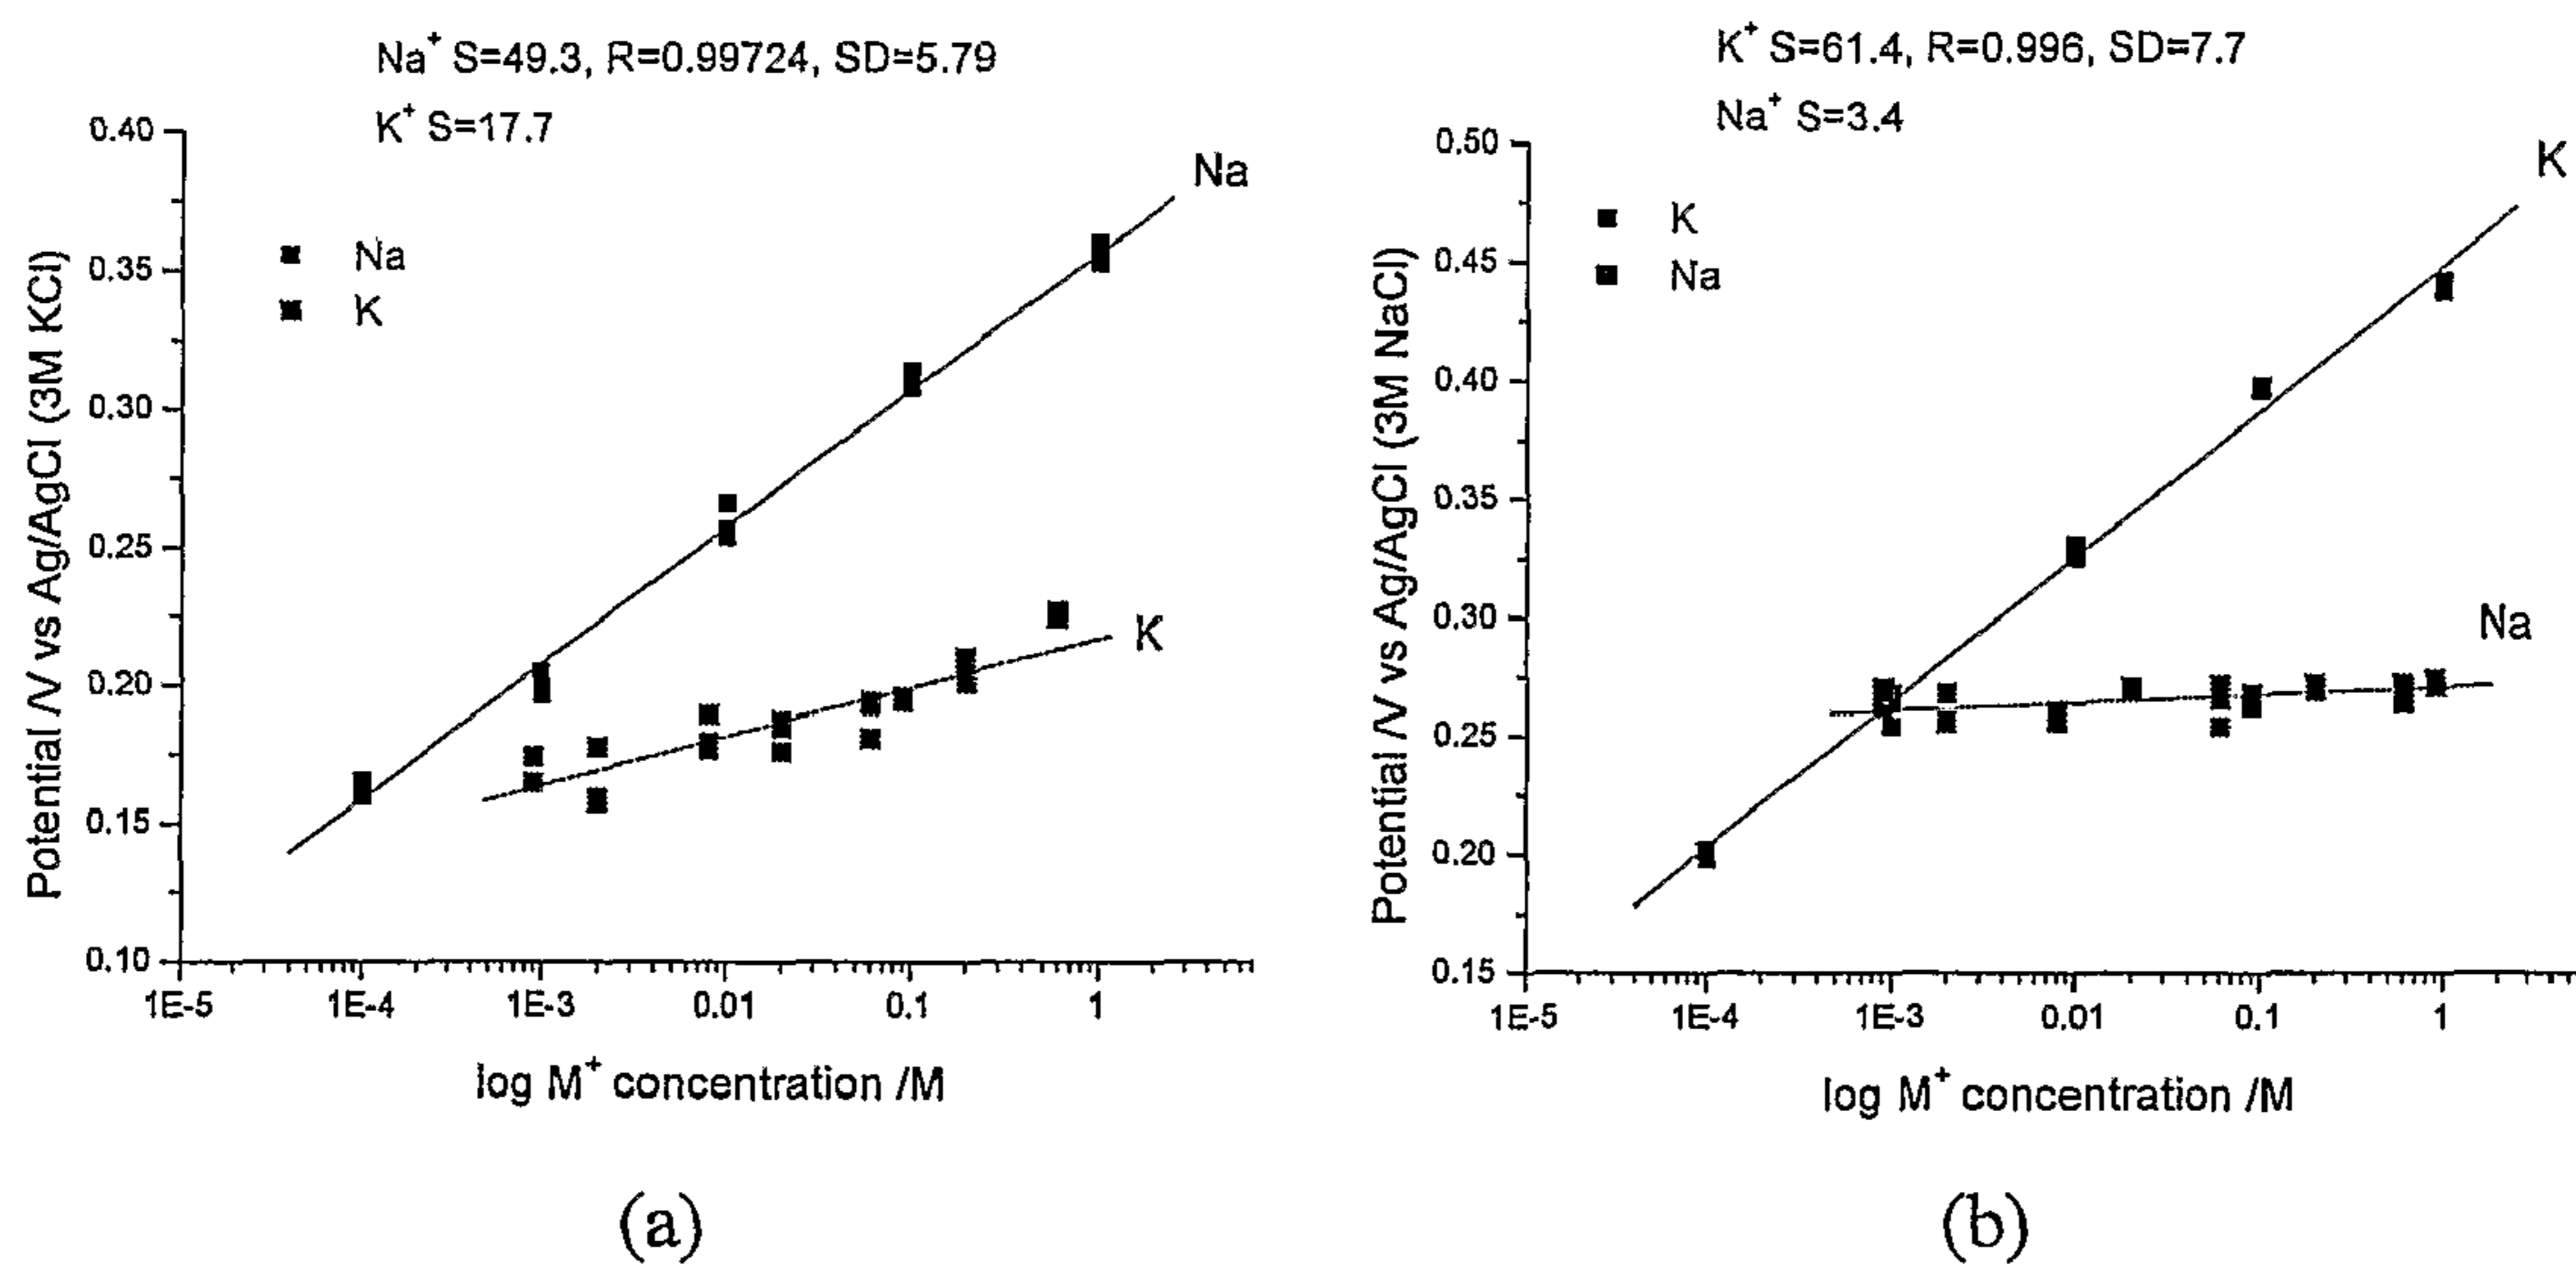 Na⁺ S=49.3, R=0.99724, SD=5.79
K⁺ S=17.7
Potential /V vs Ag/AgCl (3M KCl)
0.40
0.35
0.30
0.25
0.20
0.15
0.10
Na
K
Na
K
1E-5 1E-4 1E-3 0.01 0.1 1
log M⁺ concentration /M
(a)
K⁺ S=61.4, R=0.996, SD=7.7
Na⁺ S=3.4
Potential /V vs Ag/AgCl (3M NaCl)
0.50
0.45
0.40
0.35
0.30
0.25
0.20
0.15
K
Na
K
Na
1E-5 1E-4 1E-3 0.01 0.1 1
log M⁺ concentration /M
(b)